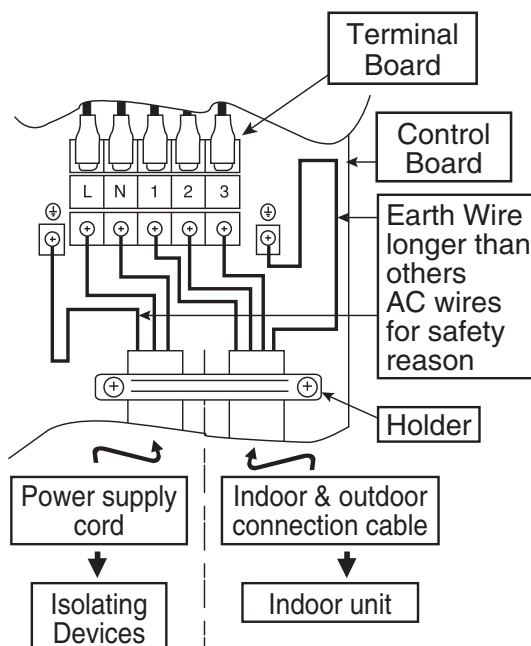 Terminal
Board
Control
Board
L N 1 2 3
Earth Wire
longer than
others
AC wires
for safety
reason
Holder
Power supply
cord
Indoor & outdoor
connection cable
Isolating
Devices
Indoor unit